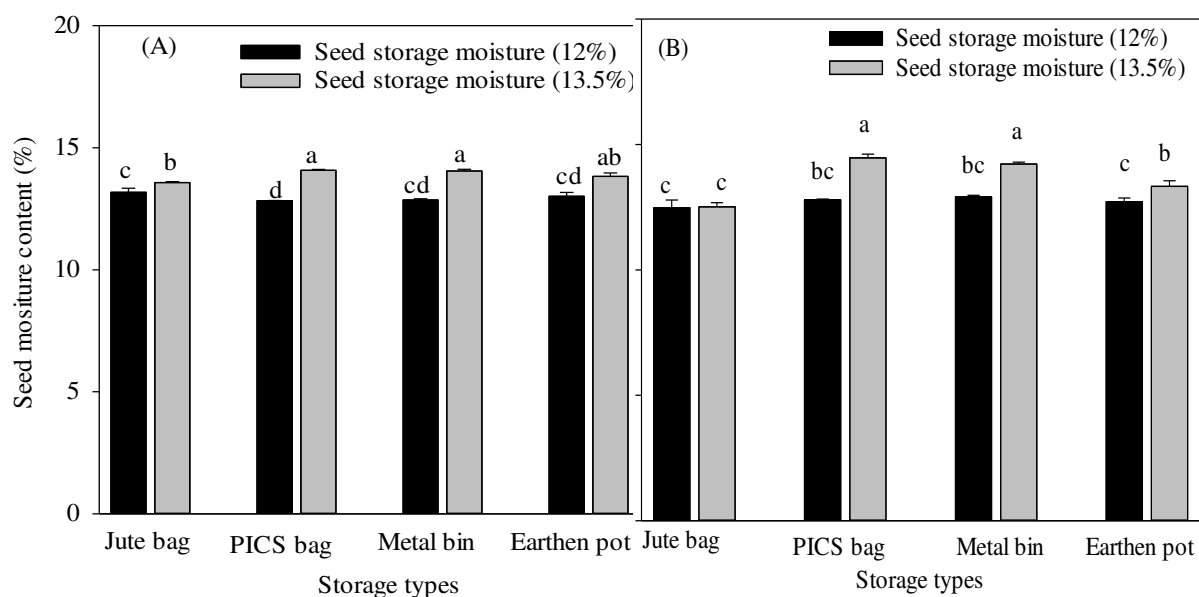 20
(A)
Seed storage moisture (12%)
Seed storage moisture (13.5%)
15
10
5
0
Seed mositure content (%)
c
b
d
a
cd
a
cd
ab
Jute bag
PICS bag
Metal bin
Earthen pot
Storage types
(B)
Seed storage moisture (12%)
Seed storage moisture (13.5%)
c
c
bc
a
bc
a
c
b
Jute bag
PICS bag
Metal bin
Earthen pot
Storage types